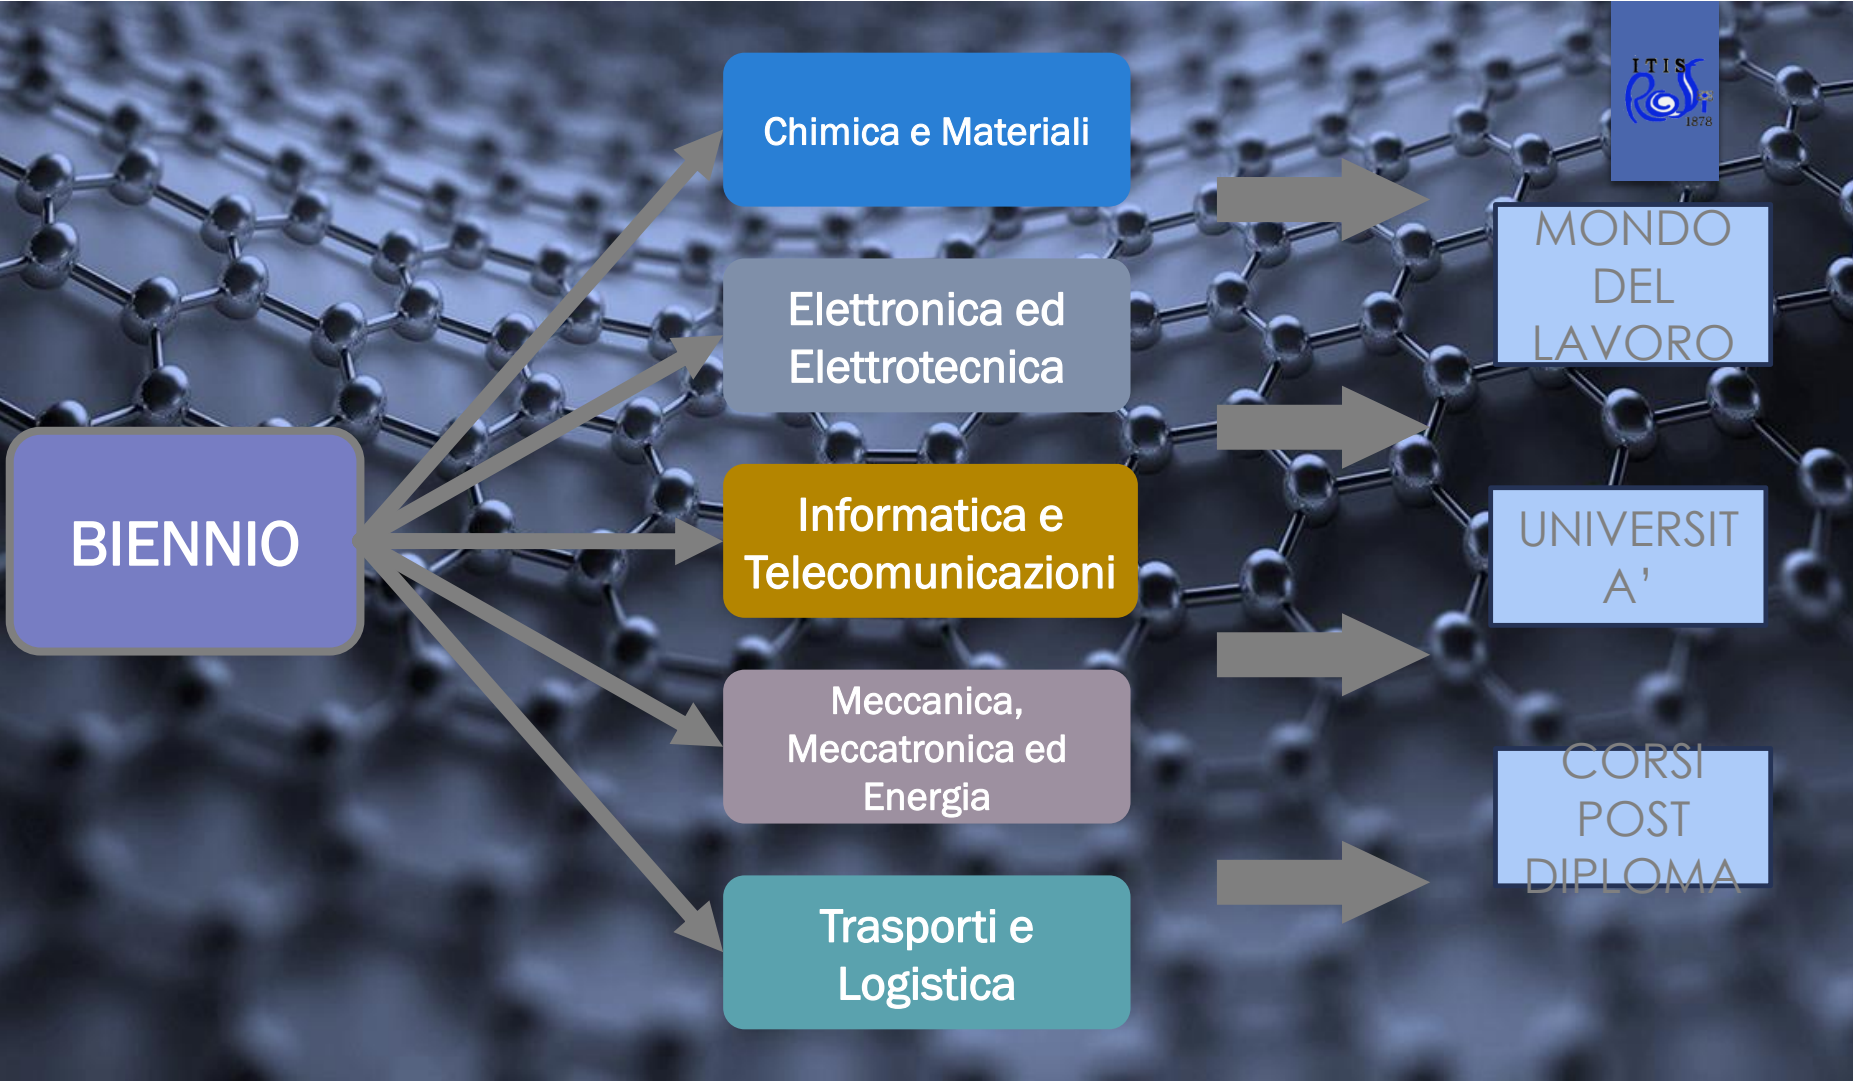 ITIS
Rossi
1878
Chimica e Materiali
Elettronica ed
Elettrotecnica
BIENNIO
Informatica e
Telecomunicazioni
Meccanica,
Meccatronica ed
Energia
Trasporti e
Logistica
MONDO
DEL
LAVORO
UNIVERSIT
A’
CORSI
POST
DIPLOMA